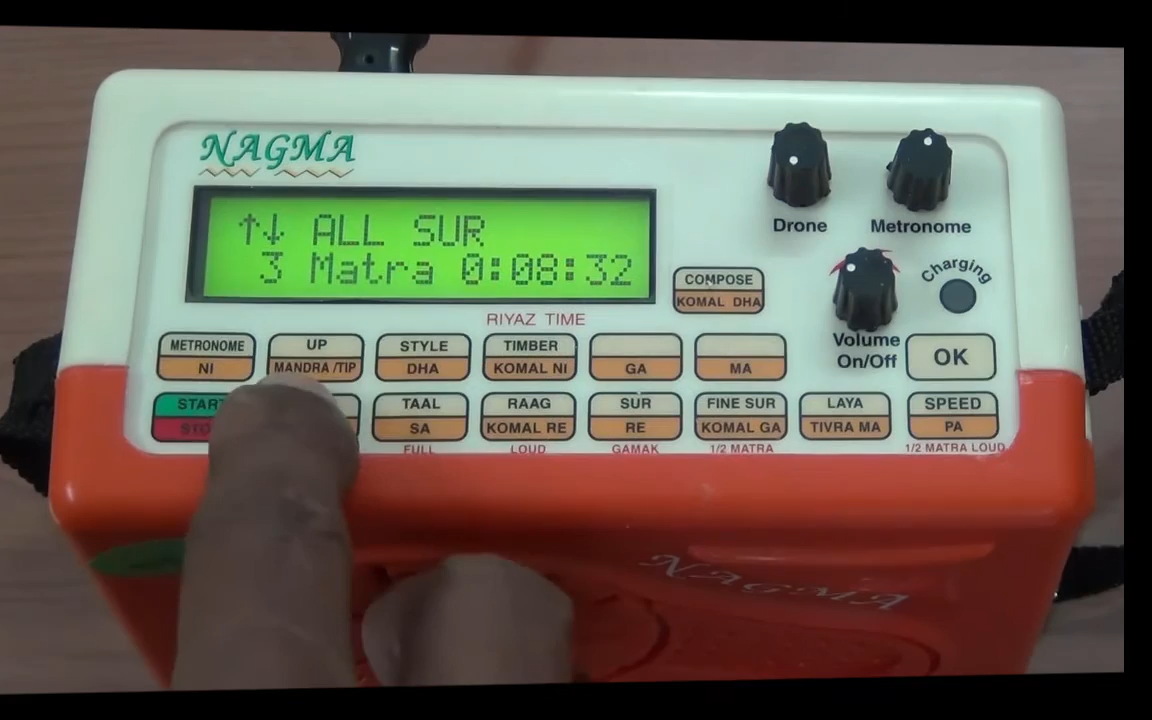 NAGMA
↑↓ ALL SUR
3 Matra 0:08:32
RIYAZ TIME
Drone
Metronome
Volume
On/Off
Charging
COMPOSE
KOMAL DHA
METRONOME
NI
UP
MANDRA /TIP
STYLE
DHA
TIMBER
KOMAL NI
GA
MA
OK
START
TAAL
SA
FULL
RAAG
KOMAL RE
LOUD
SUR
RE
GAMAK
FINE SUR
KOMAL GA
1/2 MATRA
LAYA
TIVRA MA
SPEED
PA
1/2 MATRA LOUD
NAGMA